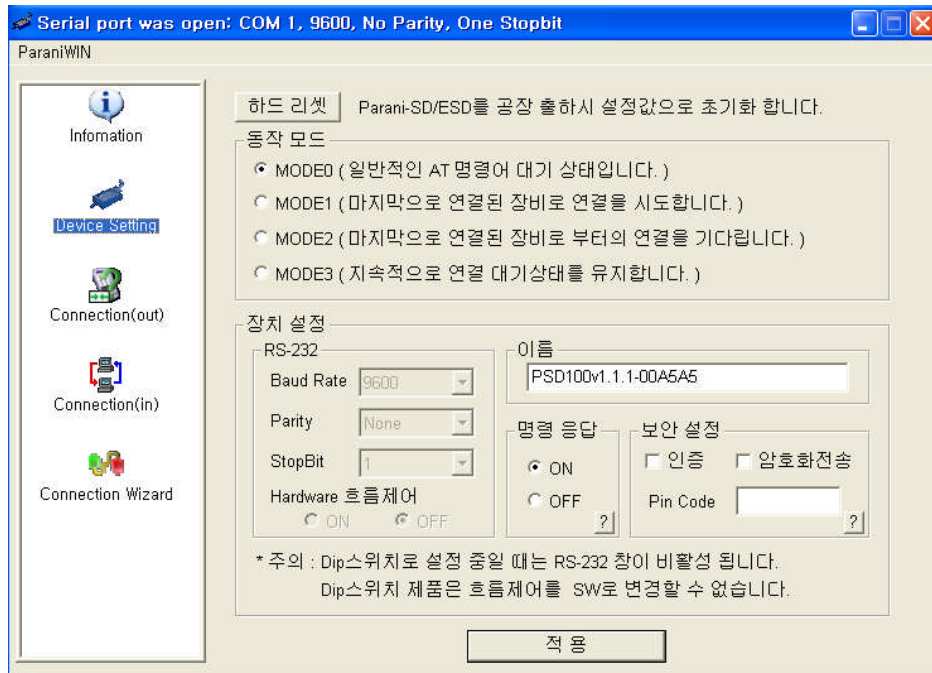 Serial port was open: COM 1, 9600, No Parity, One Stopbit
ParaniWIN
Infomation
Device Setting
Connection(out)
Connection(in)
Connection Wizard
하드 리셋 Parani-SD/ESD를 공장 출하시 설정값으로 초기화 합니다.
동작 모드
MODE0 ( 일반적인 AT 명령어 대기 상태입니다. )
MODE1 ( 마지막으로 연결된 장비로 연결을 시도합니다. )
MODE2 ( 마지막으로 연결된 장비로 부터의 연결을 기다립니다. )
MODE3 ( 지속적으로 연결 대기상태를 유지합니다. )
장치 설정
RS-232
Baud Rate 9600
Parity None
StopBit 1
Hardware 흐름제어
ON OFF
이름
PSD100v1.1.1-00A5A5
명령 응답
ON
OFF
?
보안 설정
인증 암호화전송
Pin Code
?
* 주의 : Dip스위치로 설정 중일 때는 RS-232 창이 비활성 됩니다.
Dip스위치 제품은 흐름제어를 SW로 변경할 수 없습니다.
적 용